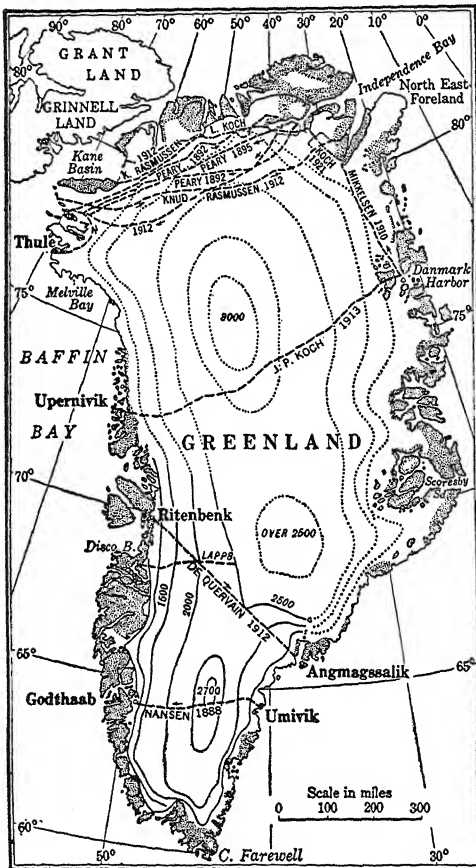 90° 80° 70° 60° 50° 40° 30° 20° 10° 0°
GRANT
LAND
80°
GRINNELL
LAND
Kane
Basin
Independence Bay
North East
Foreland
80°
L. KOCH
K. RASMUSSEN
PEARY 1892
PEARY 1895
PEARY 1892
KNUD RASMUSSEN 1912
1912
L. KOCH
MIKKELSEN 1910
Thule
75°
Melville
Bay
Danmark
Harbor
75°
3000
J.P. KOCH 1913
BAFFIN
BAY
Upernivik
GREENLAND
70°
Scoresby
Ritenbenk
OVER 2500
Disco B.
LAPPS
DE QUERVAIN 1912
1500
2000
2500
65°
Angmagssalik
65°
2700
Godthaab
NANSEN 1888
Umivik
Scale in miles
0 100 200 300
60°
50°
C. Farewell
30°